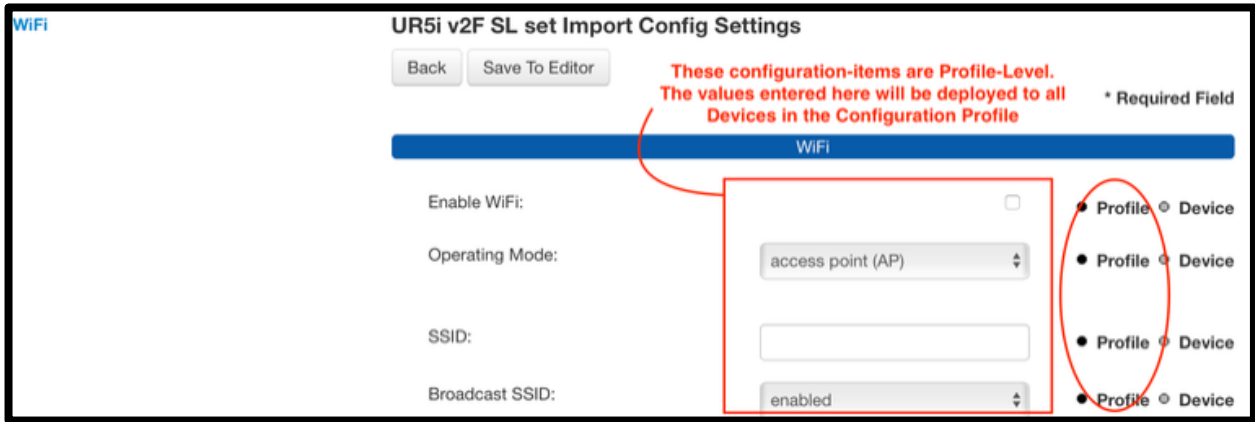 WiFi
UR5i v2F SL set Import Config Settings
Back
Save To Editor
These configuration-items are Profile-Level.
The values entered here will be deployed to all
Devices in the Configuration Profile
* Required Field
WiFi
Enable WiFi:
Profile Device
Operating Mode:
access point (AP)
Profile Device
SSID:
Profile Device
Broadcast SSID:
enabled
Profile Device